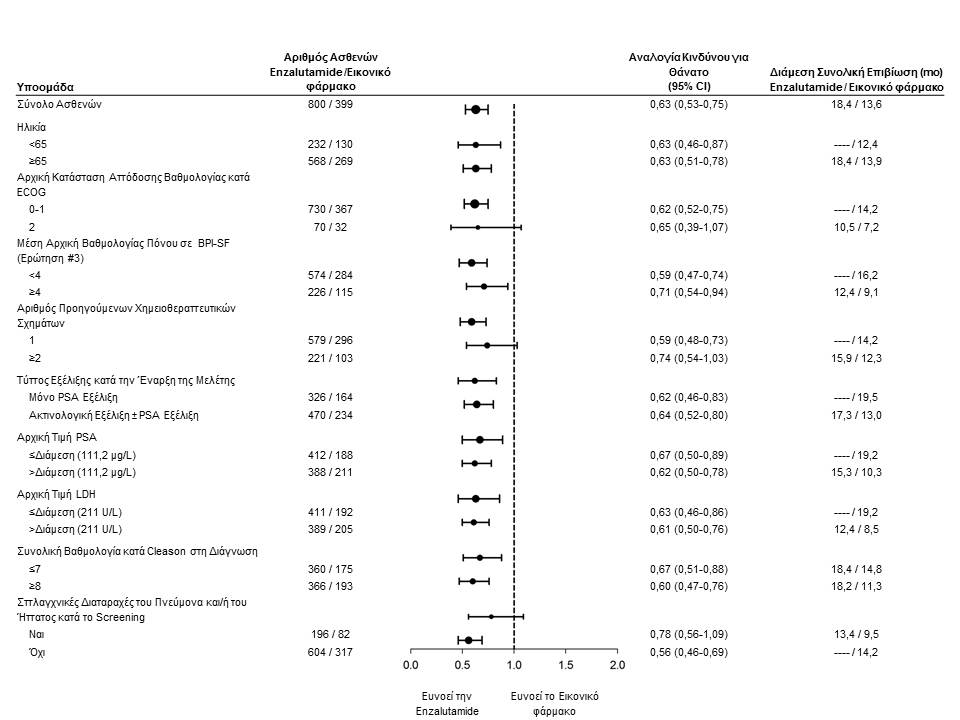 Υποομάδα Αριθμός Ασθενών Enzalutamide /Εικονικό φάρμακο Αναλογία Κινδύνου για Θάνατο (95% CI) Διάμεση Συνολική Επιβίωση (mo) Enzalutamide / Εικονικό φάρμακο
Σύνολο Ασθενών 800 / 399 0,63 (0,53-0,75) 18,4 / 13,6
Ηλικία
<65 232 / 130 0,63 (0,46-0,87) ---- / 12,4
≥65 568 / 269 0,63 (0,51-0,78) 18,4 / 13,9
Αρχική Κατάσταση Απόδοσης Βαθμολογίας κατά
ECOG
0-1 730 / 367 0,62 (0,52-0,75) ---- / 14,2
2 70 / 32 0,65 (0,39-1,07) 10,5 / 7,2
Μέση Αρχική Βαθμολογίας Πόνου σε BPI-SF
(Ερώτηση #3)
<4 574 / 284 0,59 (0,47-0,74) ---- / 16,2
≥4 226 / 115 0,71 (0,54-0,94) 12,4 / 9,1
Αριθμός Προηγούμενων Χημειοθεραπευτικών
Σχημάτων
1 579 / 296 0,59 (0,48-0,73) ---- / 14,2
≥2 221 / 103 0,74 (0,54-1,03) 15,9 / 12,3
Τύπος Εξέλιξης κατά την Έναρξη της Μελέτης
Μόνο PSA Εξέλιξη 326 / 164 0,62 (0,46-0,83) ---- / 19,5
Ακτινολογική Εξέλιξη ± PSA Εξέλιξη 470 / 234 0,64 (0,52-0,80) 17,3 / 13,0
Αρχική Τιμή PSA
≤Διάμεση (111,2 µg/L) 412 / 188 0,67 (0,50-0,89) ---- / 19,2
>Διάμεση (111,2 µg/L) 388 / 211 0,62 (0,50-0,78) 15,3 / 10,3
Αρχική Τιμή LDH
≤Διάμεση (211 U/L) 411 / 192 0,63 (0,46-0,86) ---- / 19,2
>Διάμεση (211 U/L) 389 / 205 0,61 (0,50-0,76) 12,4 / 8,5
Συνολική Βαθμολογία κατά Cleason στη Διάγνωση
≤7 360 / 175 0,67 (0,51-0,88) 18,4 / 14,8
≥8 366 / 193 0,60 (0,47-0,76) 18,2 / 11,3
Σπλαγχνικές Διαταραχές του Πνεύμονα και/ή του
Ήπατος κατά το Screening
Ναι 196 / 82 0,78 (0,56-1,09) 13,4 / 9,5
Όχι 604 / 317 0,56 (0,46-0,69) ---- / 14,2
0.0 0.5 1.0 1.5 2.0
Ευνοεί την Ευνοεί το Εικονικό
Enzalutamide φάρμακο